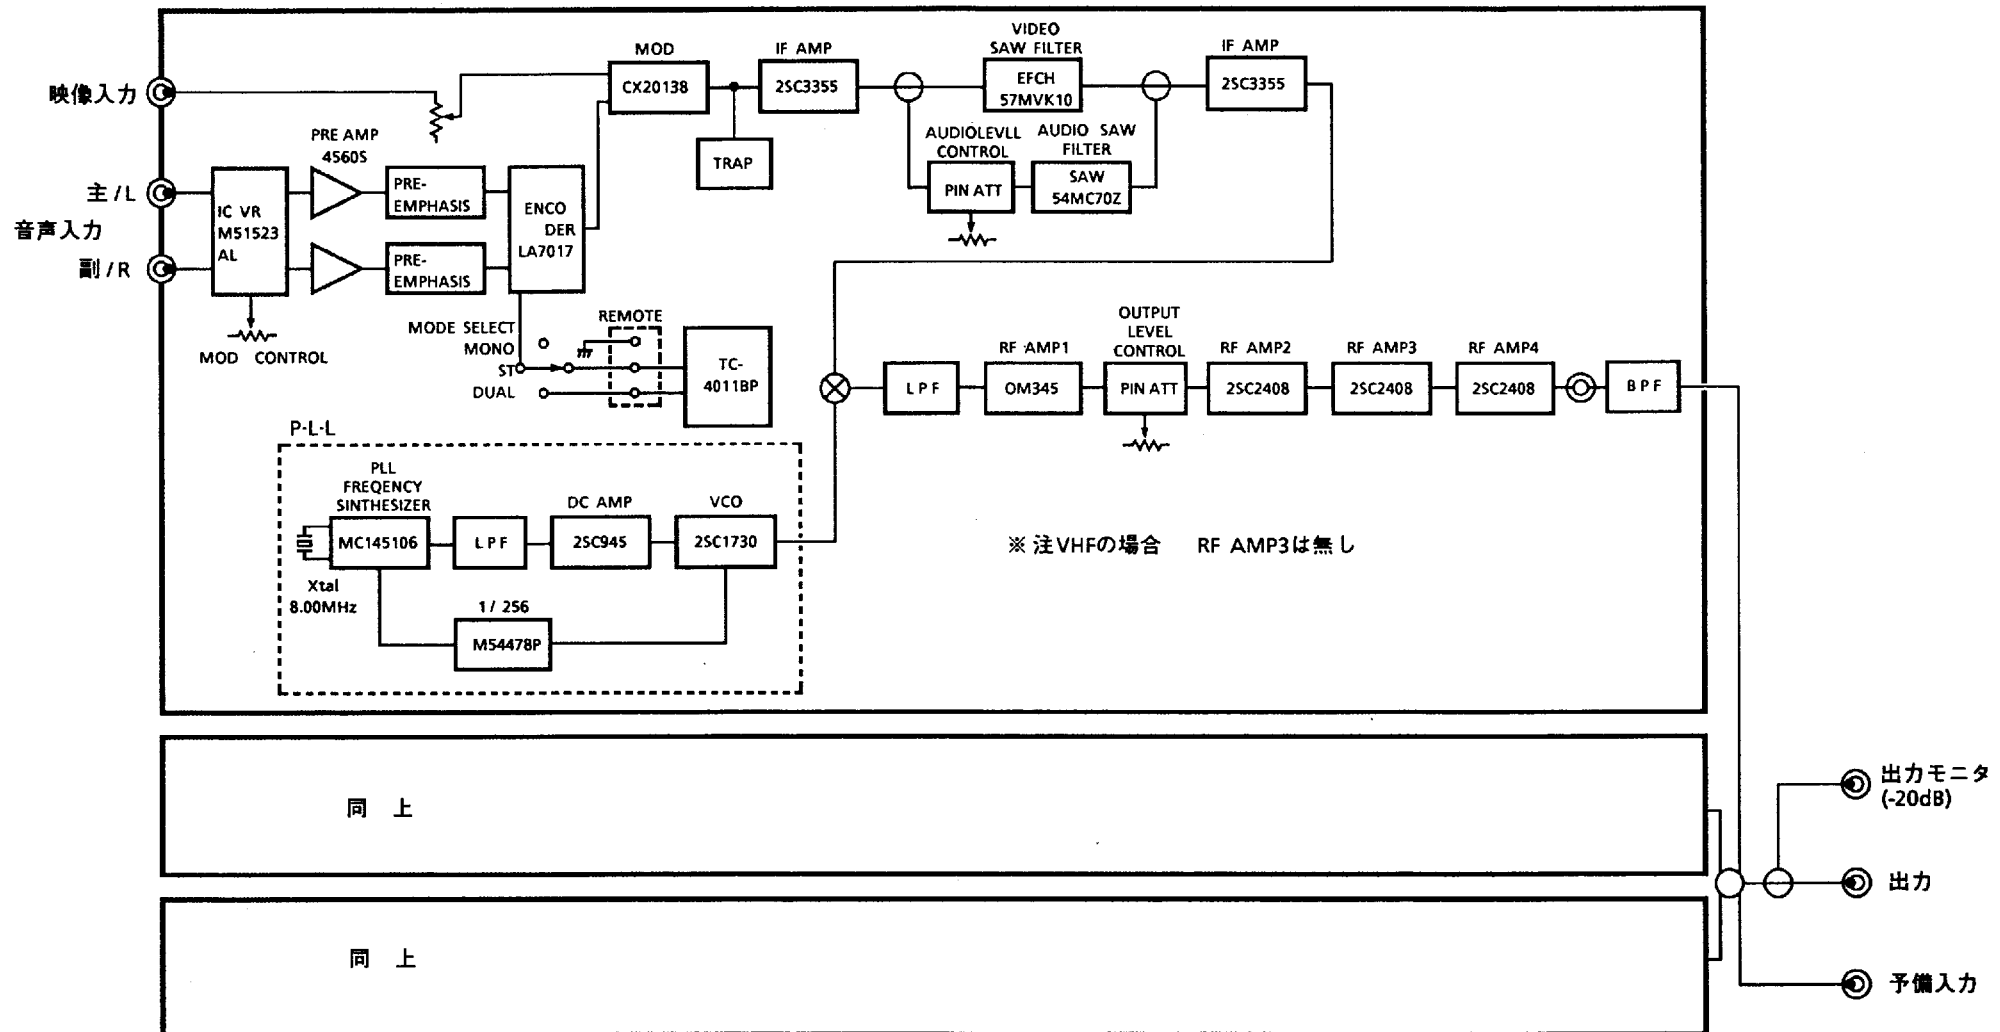 映像入力
主/L
音声入力
副/R
IC VR
M51523
AL
MOD CONTROL
PRE AMP
4560S
PRE-
EMPHASIS
PRE-
EMPHASIS
ENCO
DER
LA7017
MOD
CX20138
TRAP
IF AMP
2SC3355
VIDEO
SAW FILTER
EFCH
57MVK10
AUDIOLEVLL
CONTROL
PIN ATT
AUDIO SAW
FILTER
SAW
54MC70Z
IF AMP
2SC3355
MODE SELECT
MONO
ST
DUAL
REMOTE
TC-
4011BP
LPF
RF AMP1
OM345
OUTPUT
LEVEL
CONTROL
PIN ATT
RF AMP2
2SC2408
RF AMP3
2SC2408
RF AMP4
2SC2408
BPF
P-L-L
PLL
FREQENCY
SINTHESIZER
MC145106
Xtal
8.00MHz
LPF
DC AMP
2SC945
VCO
2SC1730
1/256
M54478P
※注VHFの場合 RF AMP3は無し
同上
同上
出力モニタ
(-20dB)
出力
予備入力